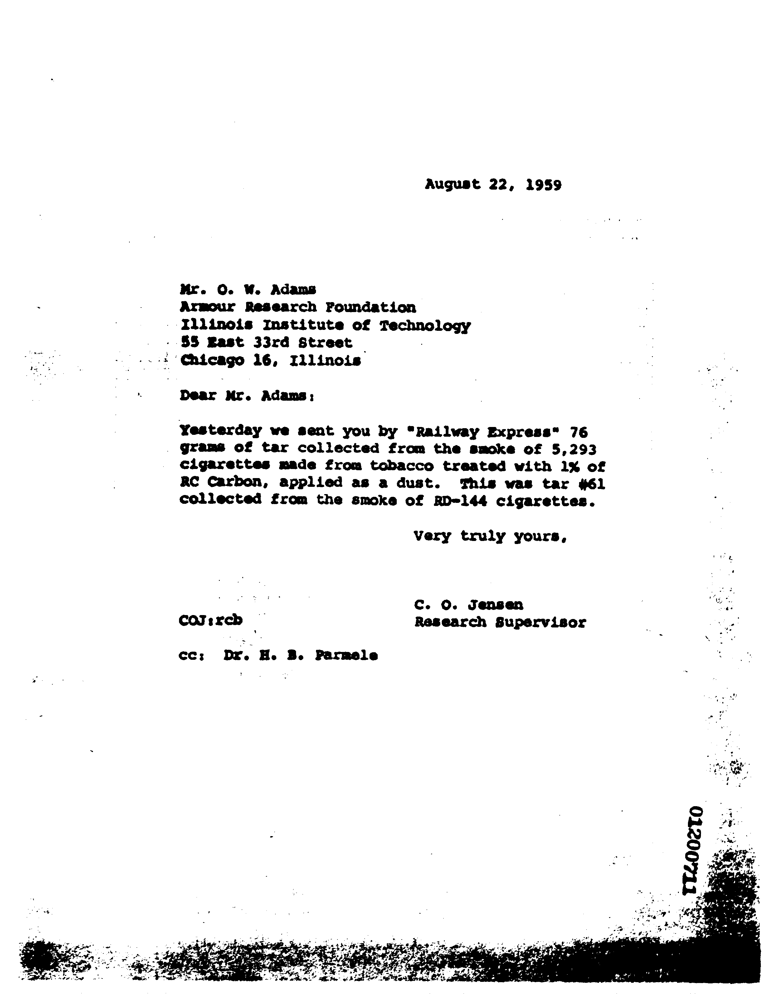 August 22, 1959
Mr. O. W. Adams
Armour Research Foundation
Illinois Institute of Technology
55 East 33rd Street
Chicago 16, Illinois
Dear Mr. Adams:
Yesterday we sent you by "Railway Express" 76
grams of tar collected from the smoke of 5,293
cigarettes made from tobacco treated with 1% of
RC Carbon, applied as a dust. This was tar #61
collected from the smoke of RD-144 cigarettes.
Very truly yours,
C. O. Jensen
COJ:rcb Research Supervisor
cc: Dr. H. B. Parmele
01200711